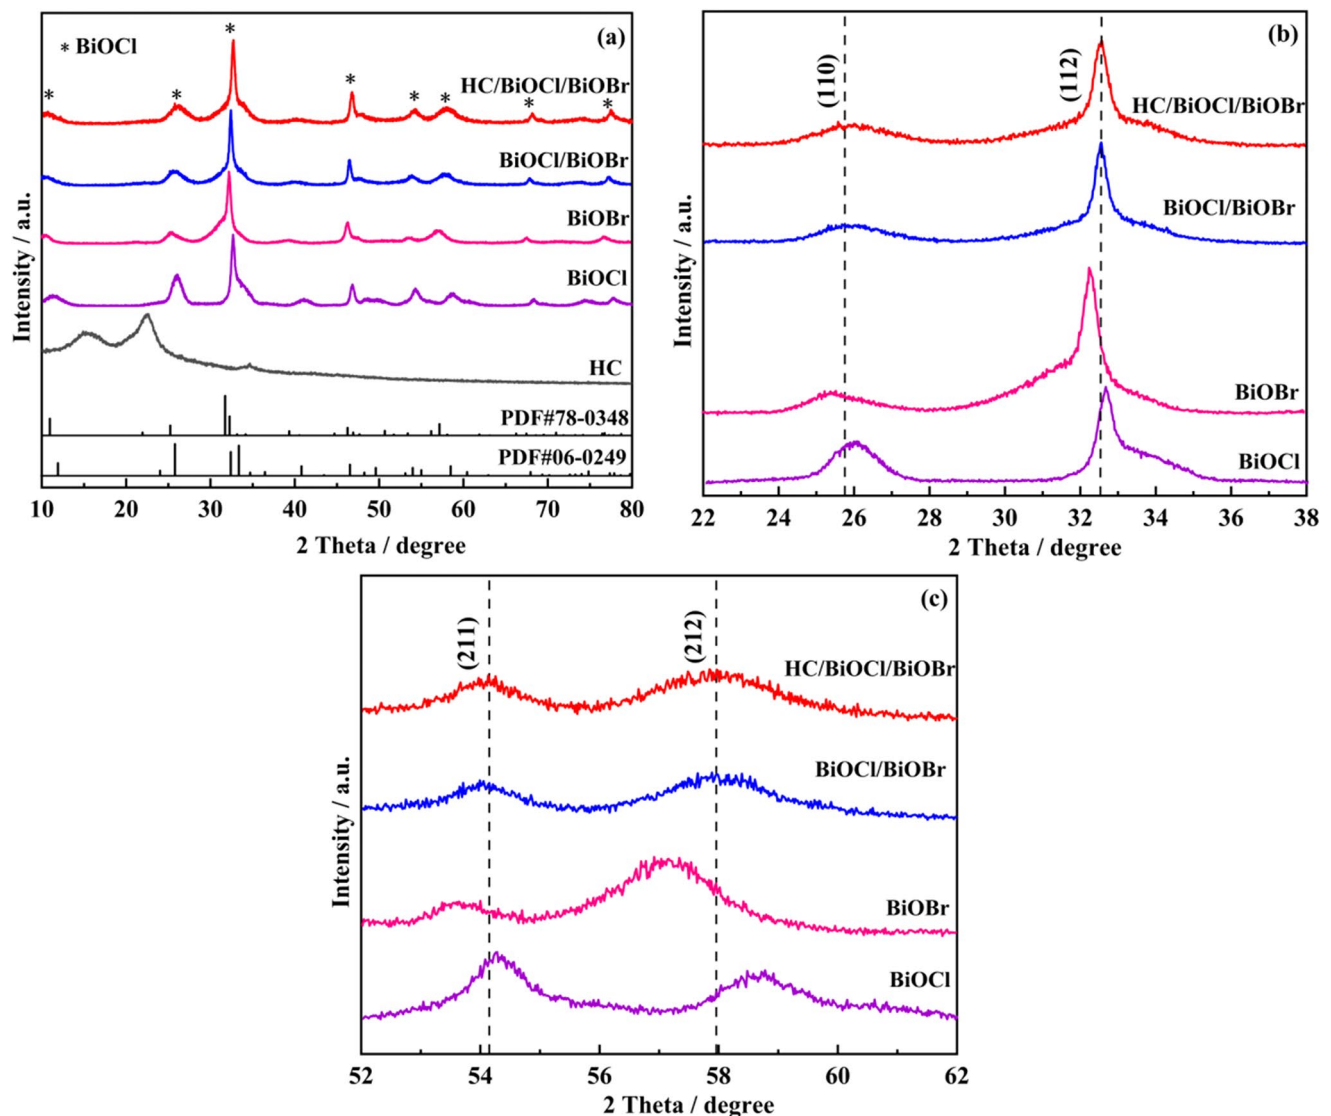 (a)
* BiOCl
* * * * * * * *
HC/BiOCl/BiOBr
BiOCl/BiOBr
BiOBr
BiOCl
HC
PDF#78-0348
PDF#06-0249
Intensity / a.u.
10 20 30 40 50 60 70 80
2 Theta / degree
(b)
(110)
(112)
HC/BiOCl/BiOBr
BiOCl/BiOBr
BiOBr
BiOCl
Intensity / a.u.
22 24 26 28 30 32 34 36 38
2 Theta / degree
(c)
(211)
(212)
HC/BiOCl/BiOBr
BiOCl/BiOBr
BiOBr
BiOCl
Intensity / a.u.
52 54 56 58 60 62
2 Theta / degree